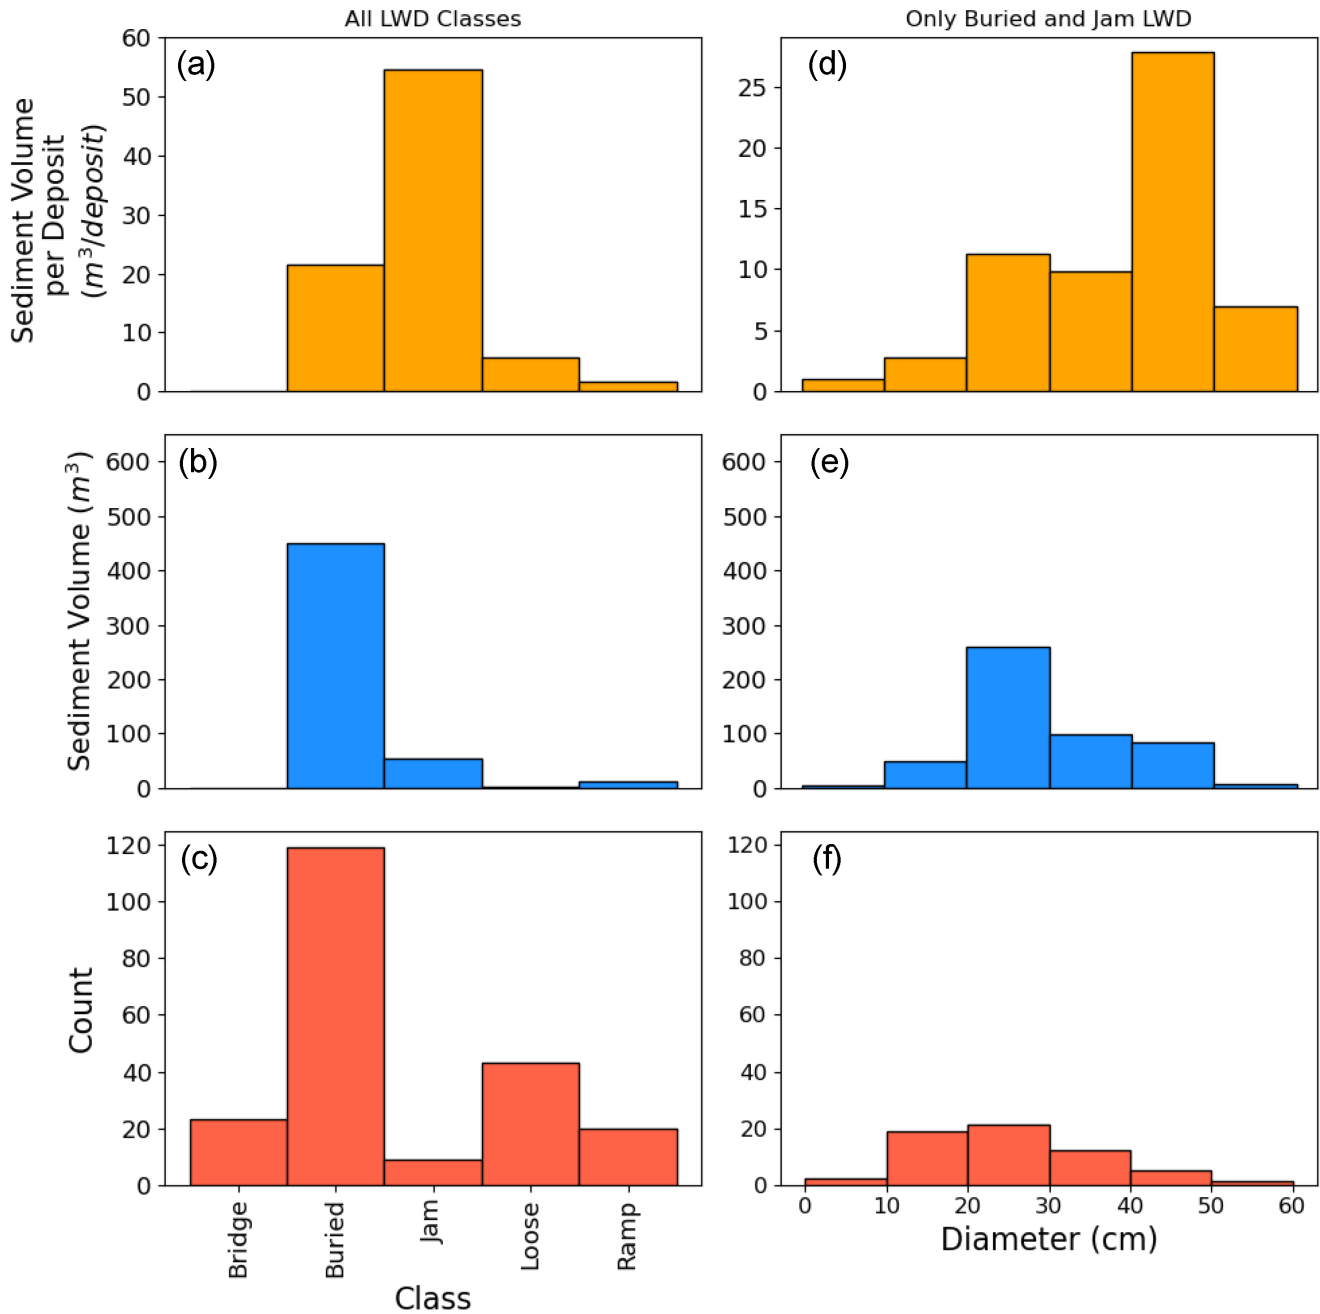 All LWD Classes
Only Buried and Jam LWD
(a)
(d)
Sediment Volume
per Deposit
(m³/deposit)
60
50
40
30
20
10
0
25
20
15
10
5
0
(b)
(e)
Sediment Volume (m³)
600
500
400
300
200
100
0
600
500
400
300
200
100
0
(c)
(f)
Count
120
100
80
60
40
20
0
120
100
80
60
40
20
0
Bridge
Buried
Jam
Loose
Ramp
Class
0 10 20 30 40 50 60
Diameter (cm)